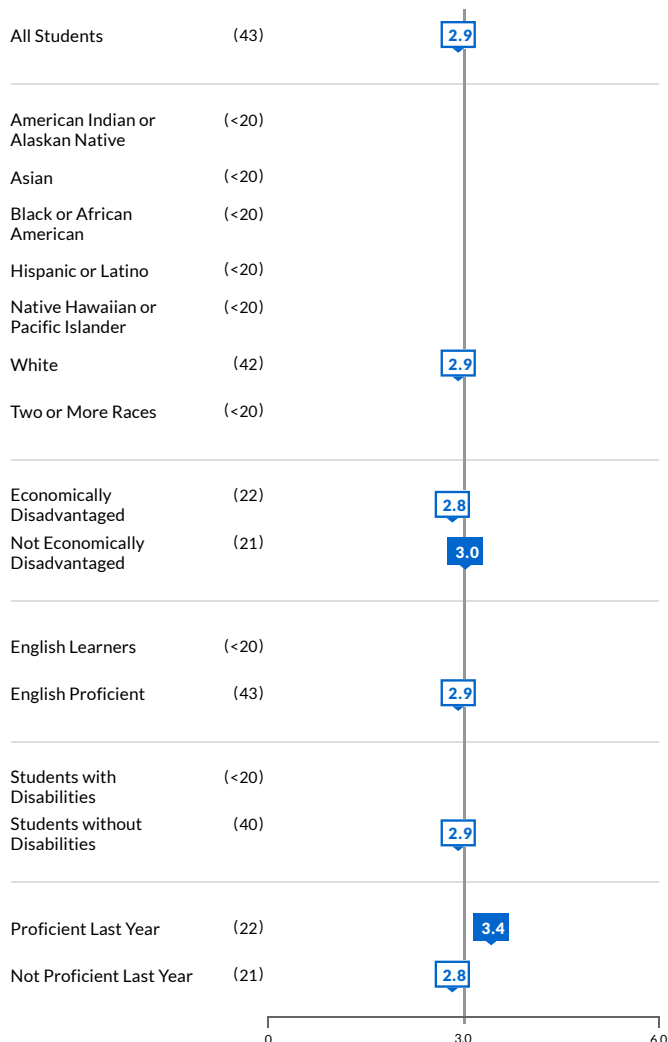 All Students (43) 2.9
American Indian or
Alaskan Native (<20)
Asian (<20)
Black or African
American (<20)
Hispanic or Latino (<20)
Native Hawaiian or
Pacific Islander (<20)
White (42) 2.9
Two or More Races (<20)
Economically
Disadvantaged (22) 2.8
Not Economically
Disadvantaged (21) 3.0
English Learners (<20)
English Proficient (43) 2.9
Students with
Disabilities (<20)
Students without
Disabilities (40) 2.9
Proficient Last Year (22) 3.4
Not Proficient Last Year (21) 2.8
0 3.0 6.0